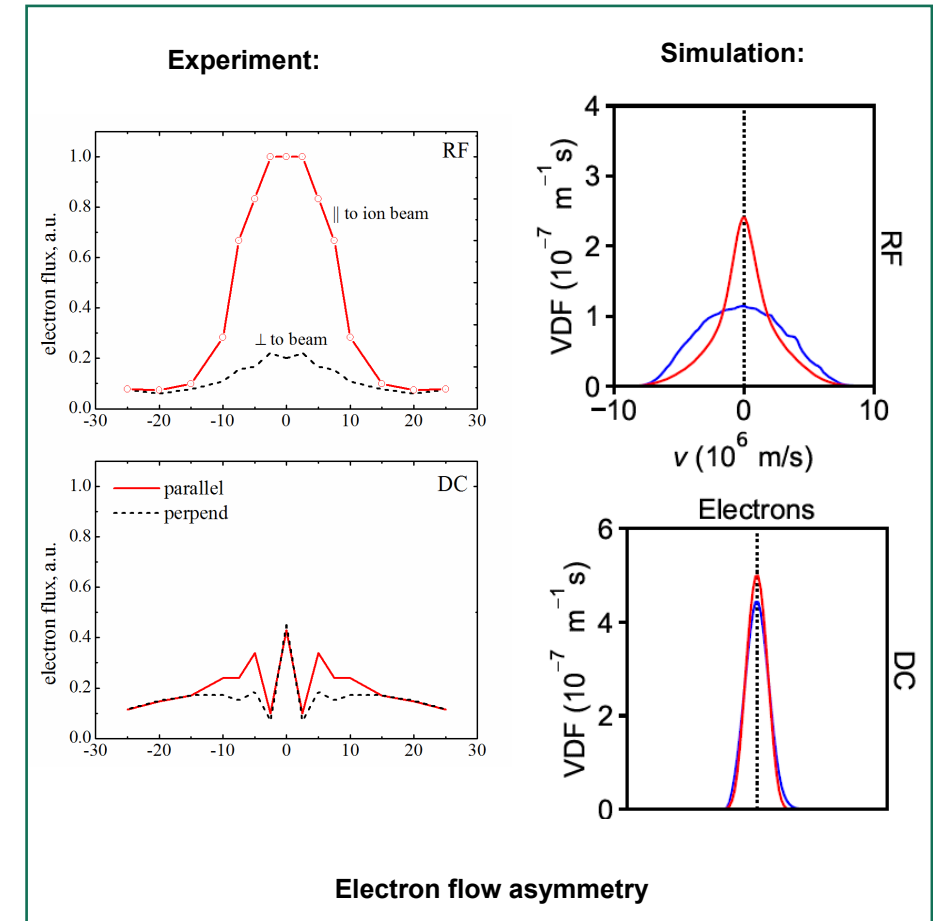 Experiment:
Simulation:
RF
1.0
0.8
0.6
0.4
0.2
0.0
electron flux, a.u.
|| to ion beam
⊥ to beam
-30 -20 -10 0 10 20 30
4
3
2
1
0
VDF (10⁻⁷ m⁻¹s)
RF
−10 0 10
v (10⁶ m/s)
DC
parallel
perpend
1.0
0.8
0.6
0.4
0.2
0.0
electron flux, a.u.
-30 -20 -10 0 10 20 30
Electrons
6
4
2
0
VDF (10⁻⁷ m⁻¹s)
DC
Electron flow asymmetry